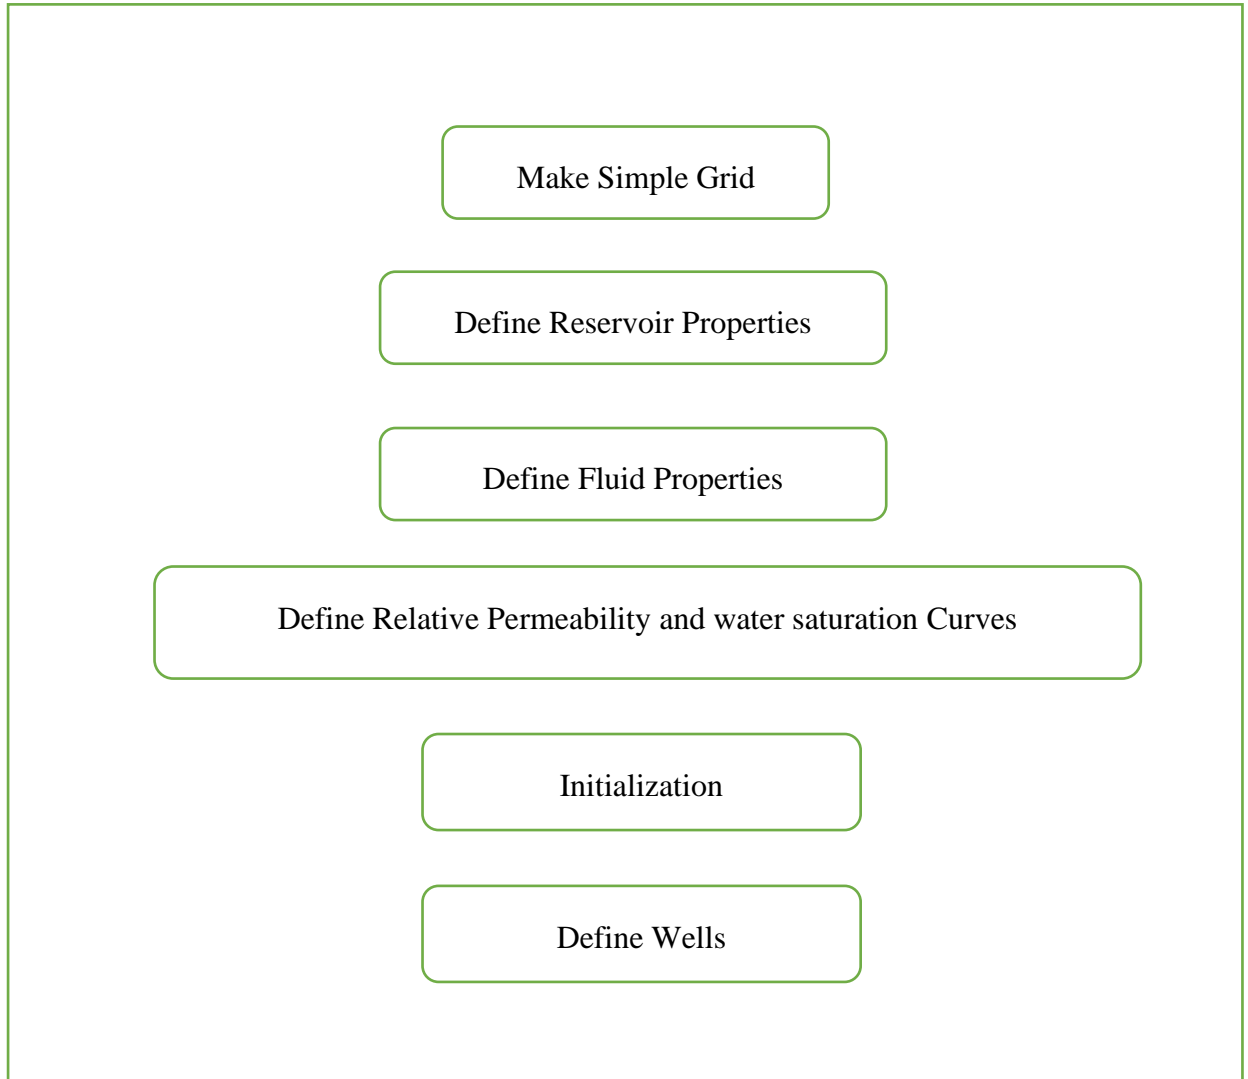 Make Simple Grid
Define Reservoir Properties
Define Fluid Properties
Define Relative Permeability and water saturation Curves
Initialization
Define Wells